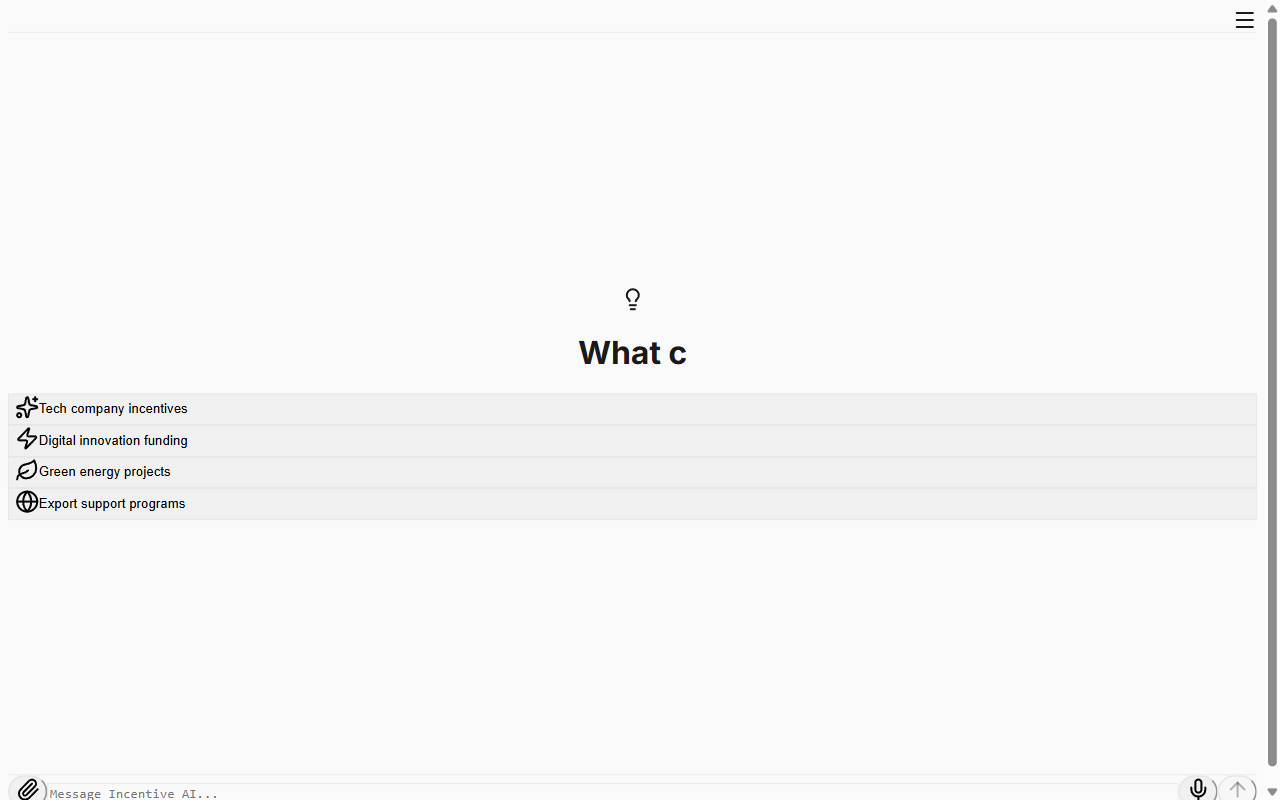 What c
Tech company incentives
Digital innovation funding
Green energy projects
Export support programs
Message Incentive AI...